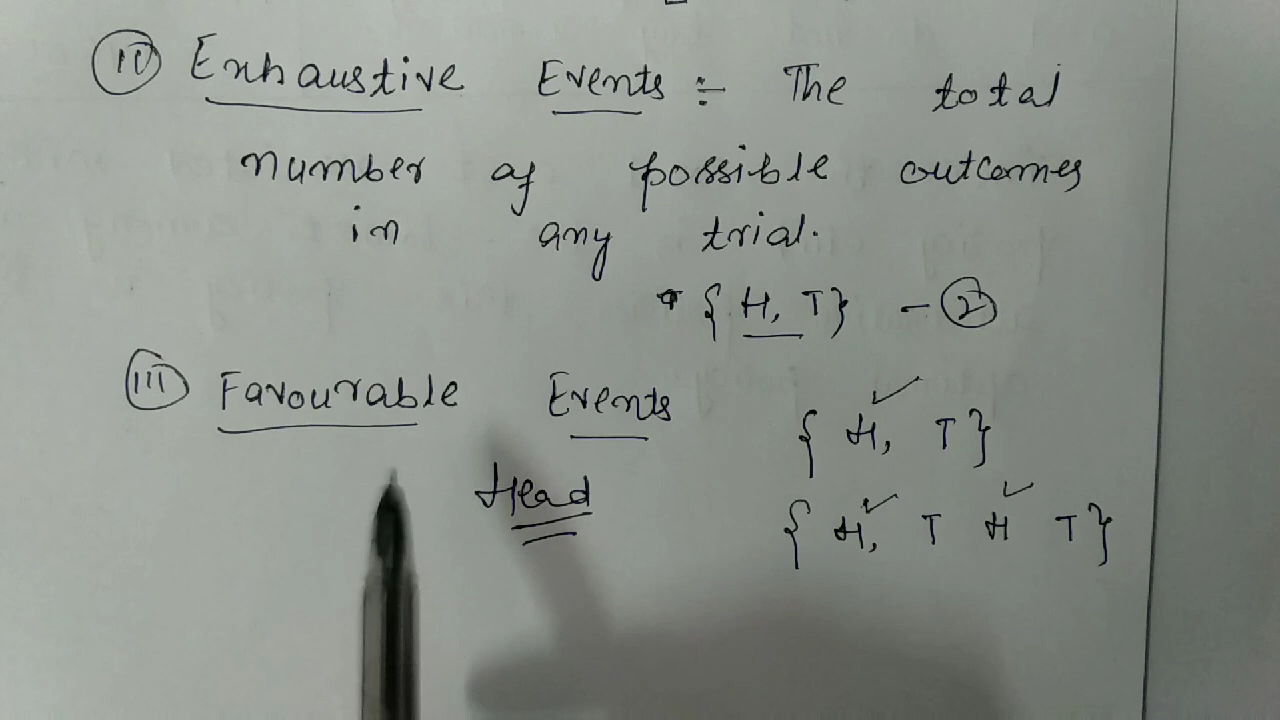 (ii) Exhaustive Events :- The total
number of possible outcomes
in any trial.
{H, T} - (2)
(iii) Favourable Events
{H, T}
Head
{H, T H T}